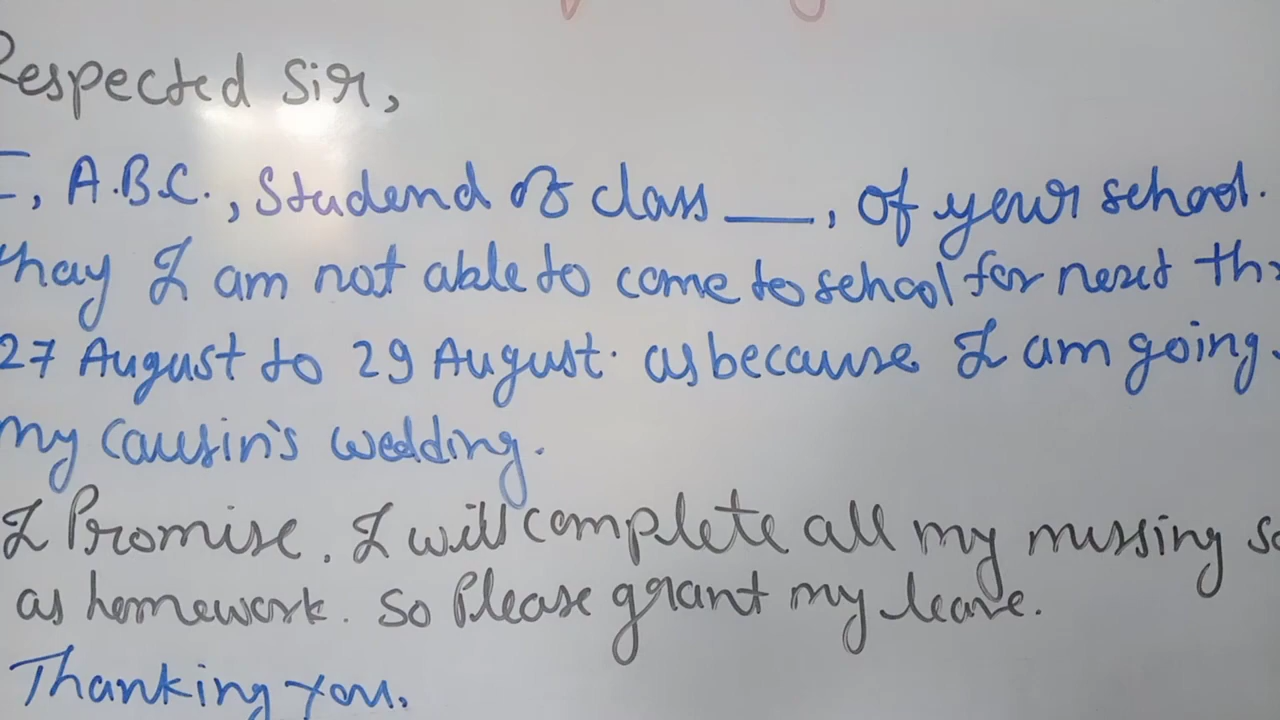 Respected Sir,
I, A.B.C., Studend of class ___, of your school.
thay I am not able to come to school for next
27 August to 29 August. as because I am going
my Causin's wedding.
I Promise. I will complete all my missing
as homework. So Please grant my leave.
Thanking you.